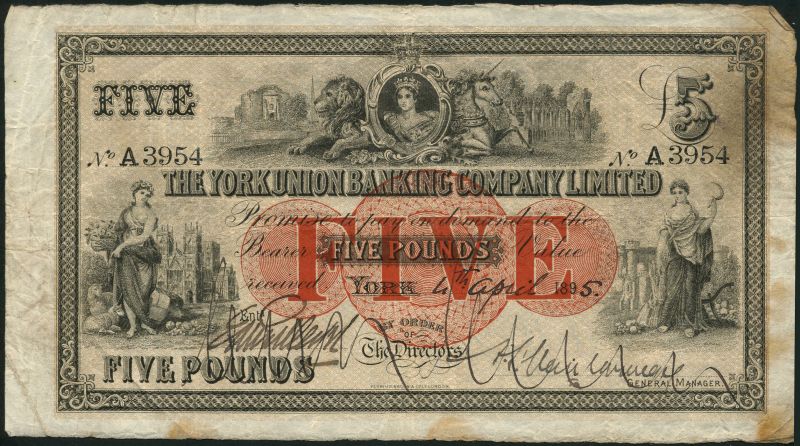 FIVE
£5
No A 3954
No A 3954
THE YORK UNION BANKING COMPANY LIMITED
Promise to pay on demand to the
Bearer FIVE POUNDS Value
received YORK 4th April 1895.
FIVE
Entd
BY ORDER
OF
The Directors
FIVE POUNDS
GENERAL MANAGER.